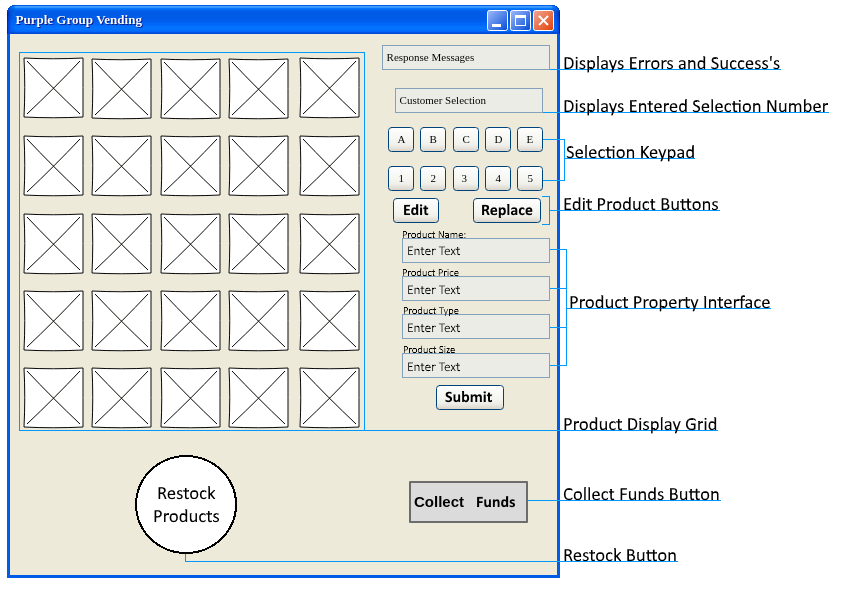 Purple Group Vending
Response Messages
Displays Errors and Success's
Customer Selection
Displays Entered Selection Number
A B C D E
Selection Keypad
1 2 3 4 5
Edit Replace
Edit Product Buttons
Product Name:
Enter Text
Product Price
Enter Text
Product Property Interface
Product Type
Enter Text
Product Size
Enter Text
Submit
Product Display Grid
Restock
Products
Collect Funds
Collect Funds Button
Restock Button